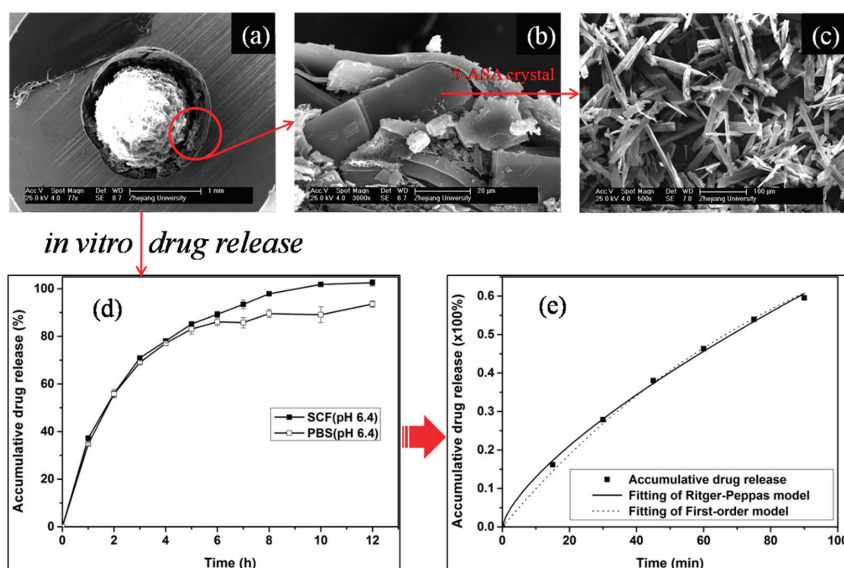 (a)
Acc.V Spot Magn Det WD 1 mm
25.0 kV 4.0 77x SE 8.7 Zhejiang University
(b)
5-ASA crystal
Acc.V Spot Magn Det WD 20 μm
25.0 kV 4.0 3000x SE 6.7 Zhejiang University
(c)
Acc.V Spot Magn Det WD 100 μm
25.0 kV 4.0 500x SE 7.8 Zhejiang University
in vitro drug release
(d)
Accumulative drug release (%)
100
80
60
40
20
0
SCF(pH 6.4)
PBS(pH 6.4)
0 2 4 6 8 10 12
Time (h)
(e)
Accumulative drug release (x100%)
0.6
0.5
0.4
0.3
0.2
0.1
0.0
Accumulative drug release
Fitting of Ritger-Peppas model
Fitting of First-order model
0 20 40 60 80 100
Time (min)